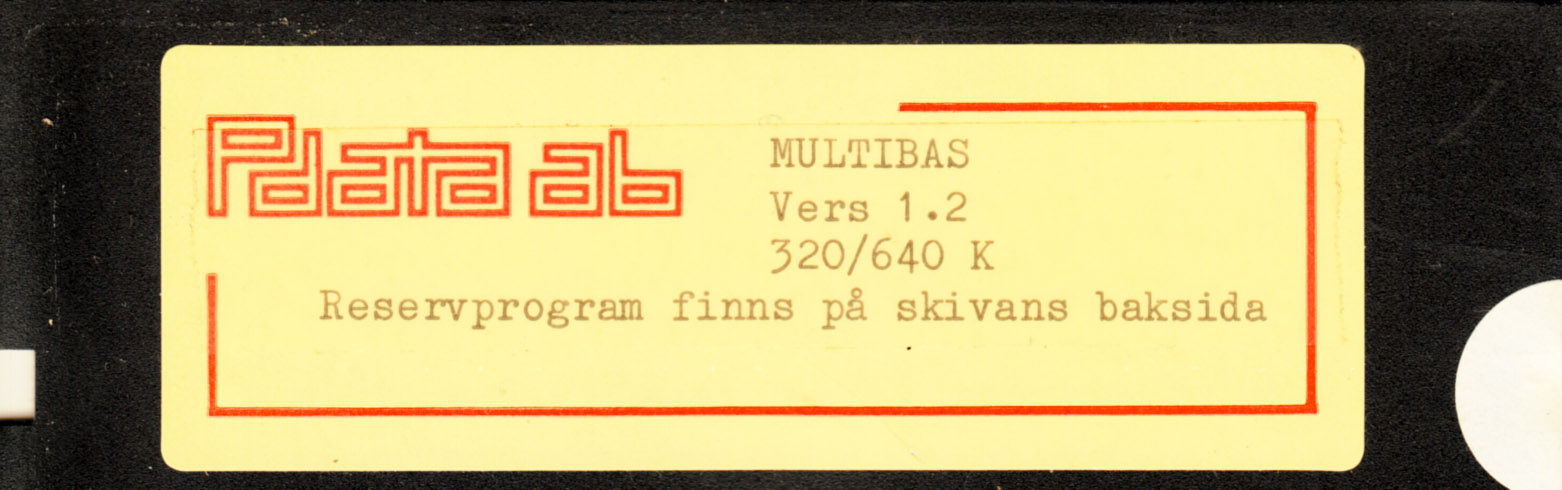 Pdata ab
MULTIBAS
Vers 1.2
320/640 K
Reservprogram finns på skivans baksida